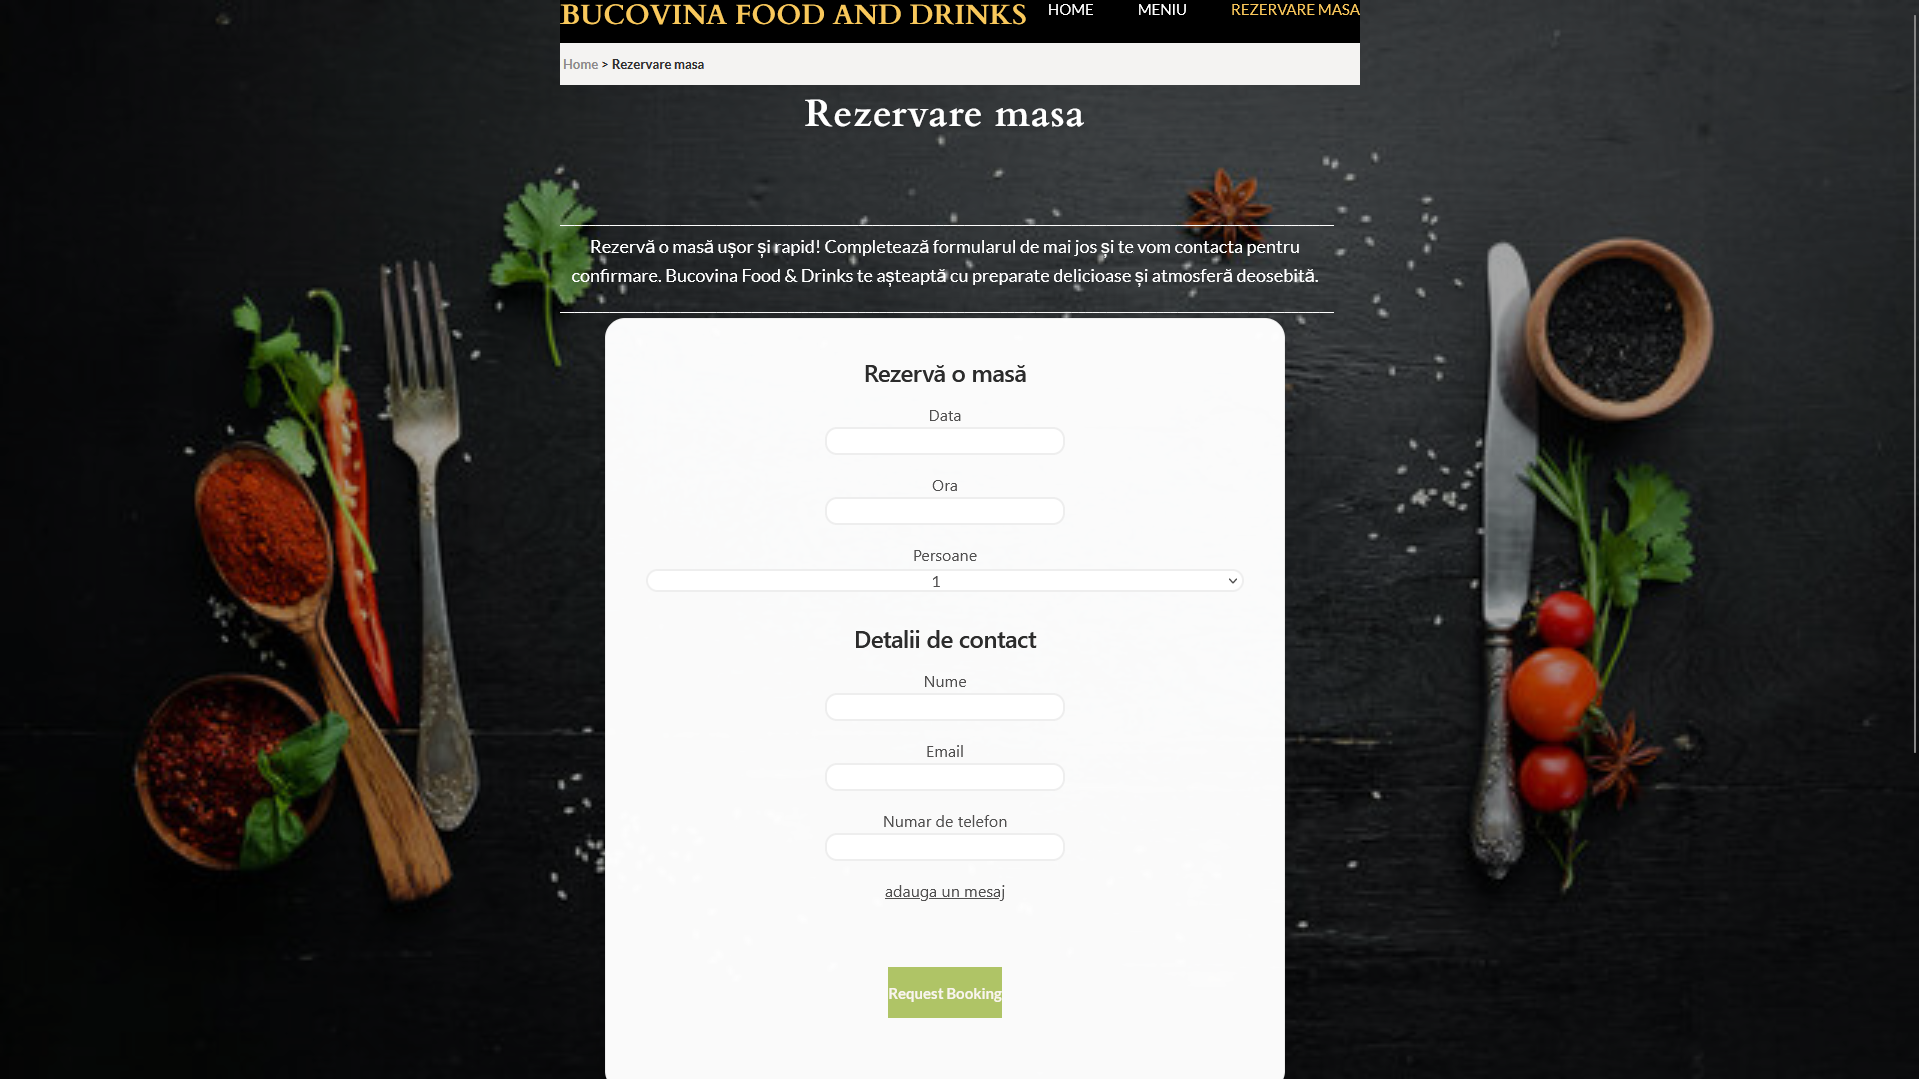 BUCOVINA FOOD AND DRINKS
HOME
MENIU
REZERVARE MASA
Home > Rezervare masa
Rezervare masa
Rezervă o masă ușor și rapid! Completează formularul de mai jos și te vom contacta pentru
confirmare. Bucovina Food & Drinks te așteaptă cu preparate delicioase și atmosferă deosebită.
Rezervă o masă
Data
Ora
Persoane
1
Detalii de contact
Nume
Email
Numar de telefon
adauga un mesaj
Request Booking